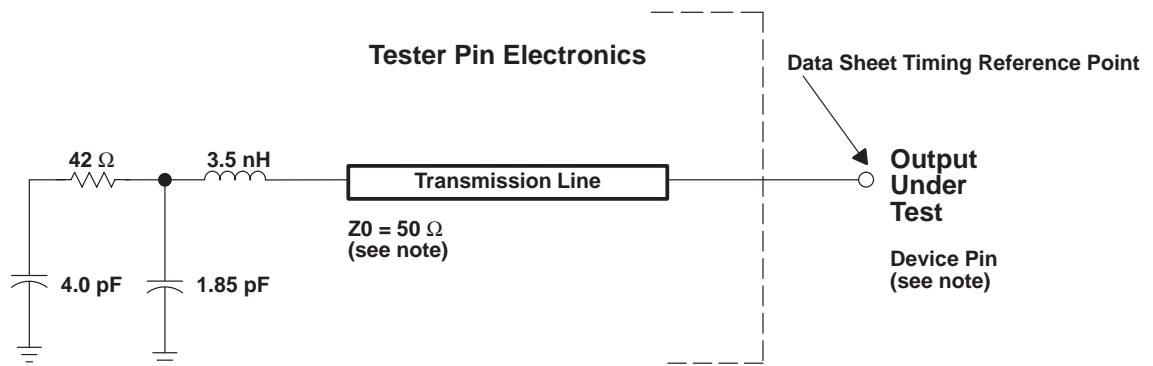 Tester Pin Electronics
Data Sheet Timing Reference Point
42 Ω
3.5 nH
Transmission Line
Output
Under
Test
Z0 = 50 Ω
(see note)
Device Pin
(see note)
4.0 pF
1.85 pF